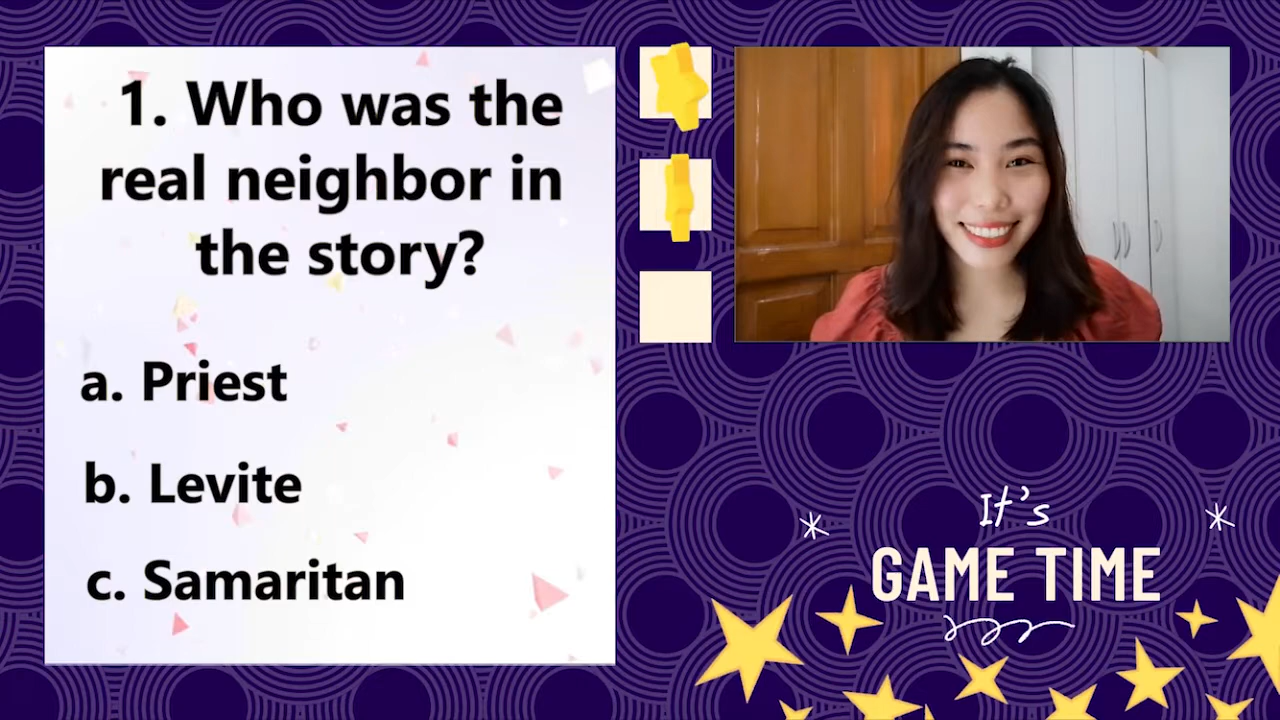 1. Who was the
real neighbor in
the story?
a. Priest
b. Levite
c. Samaritan
It's
GAME TIME